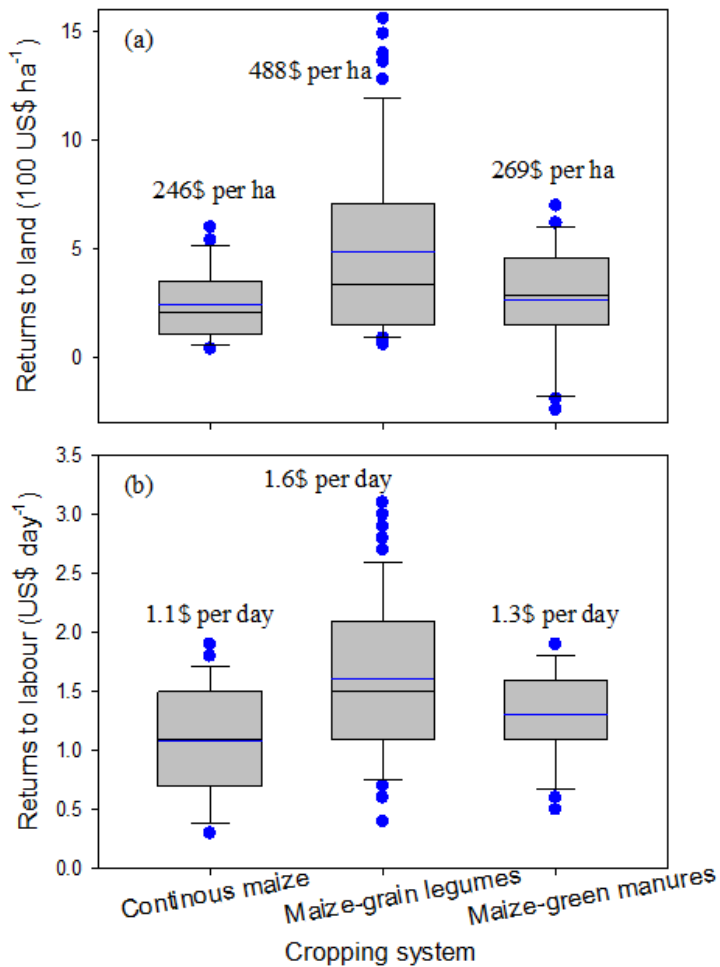 (a)
488$ per ha
246$ per ha
269$ per ha
15
10
5
0
Returns to land (100 US$ ha-1)
(b)
1.6$ per day
1.1$ per day
1.3$ per day
3.5
3.0
2.5
2.0
1.5
1.0
0.5
0.0
Returns to labour (US$ day-1)
Continous maize
Maize-grain legumes
Maize-green manures
Cropping system